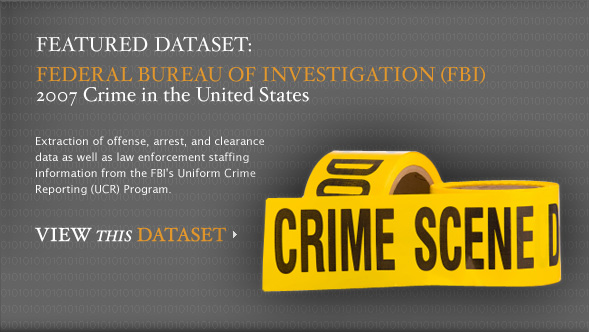 FEATURED DATASET:
FEDERAL BUREAU OF INVESTIGATION (FBI)
2007 Crime in the United States
Extraction of offense, arrest, and clearance
data as well as law enforcement staffing
information from the FBI's Uniform Crime
Reporting (UCR) Program.
VIEW THIS DATASET
CRIME SCENE D